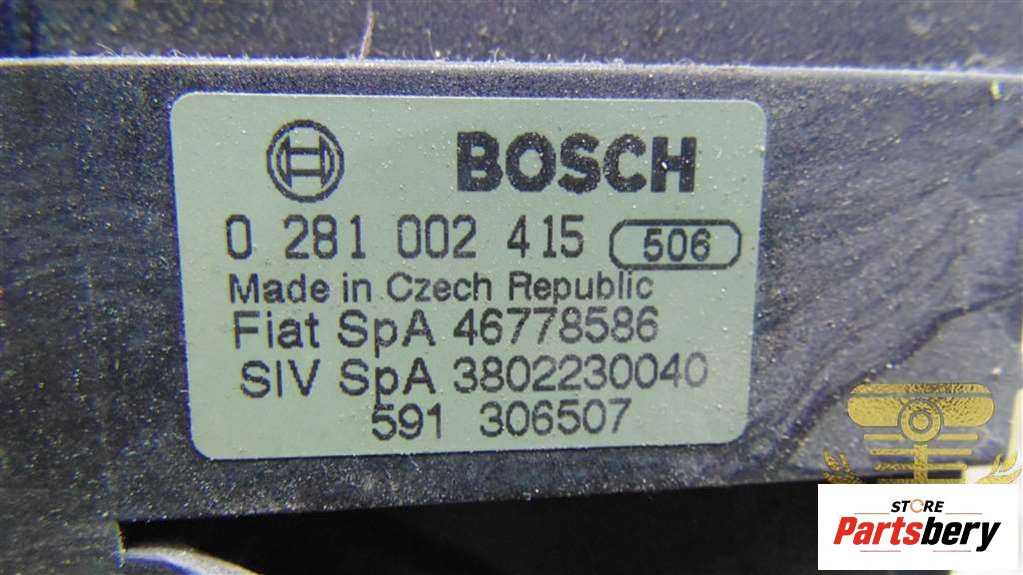 BOSCH
0 281 002 415 506
Made in Czech Republic
Fiat SpA 46778586
SIV SpA 3802230040
591 306507
STORE
Partsbery